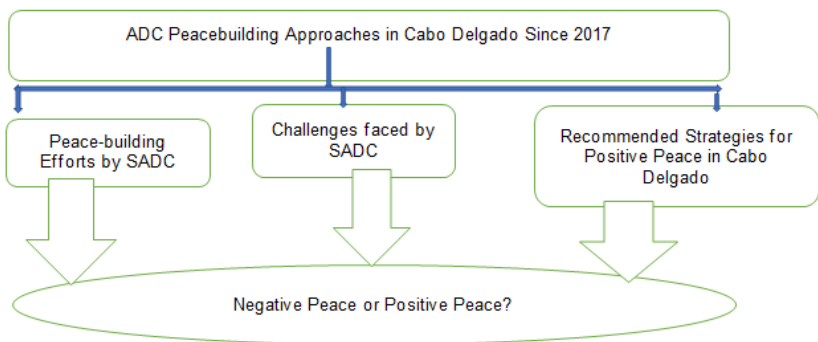 ADC Peacebuilding Approaches in Cabo Delgado Since 2017
Peace-building
Efforts by SADC
Challenges faced by
SADC
Recommended Strategies for
Positive Peace in Cabo
Delgado
Negative Peace or Positive Peace?